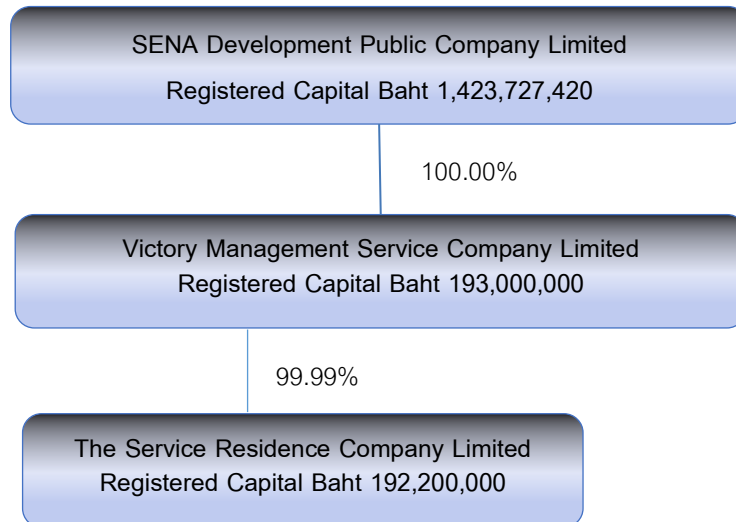 SENA Development Public Company Limited
Registered Capital Baht 1,423,727,420
100.00%
Victory Management Service Company Limited
Registered Capital Baht 193,000,000
99.99%
The Service Residence Company Limited
Registered Capital Baht 192,200,000